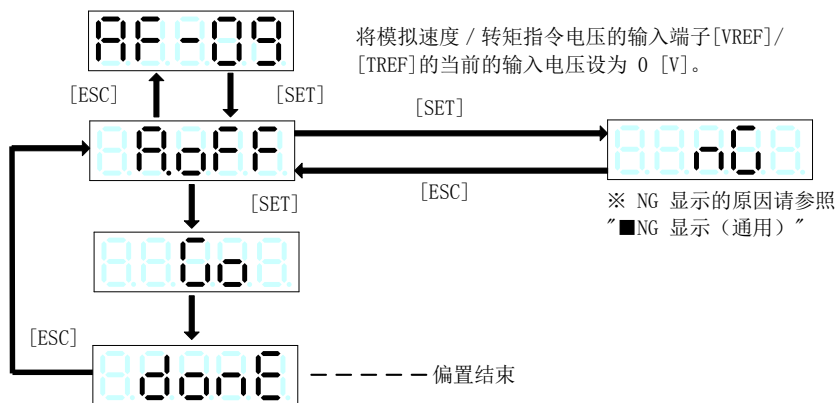 AF-09
将模拟速度 / 转矩指令电压的输入端子[VREF]/
[TREF]的当前的输入电压设为 0 [V]。
[ESC]
[SET]
[SET]
A.oFF
nG
[ESC]
[SET]
※ NG 显示的原因请参照
"■NG 显示（通用）"
Go
[ESC]
donE
偏置结束